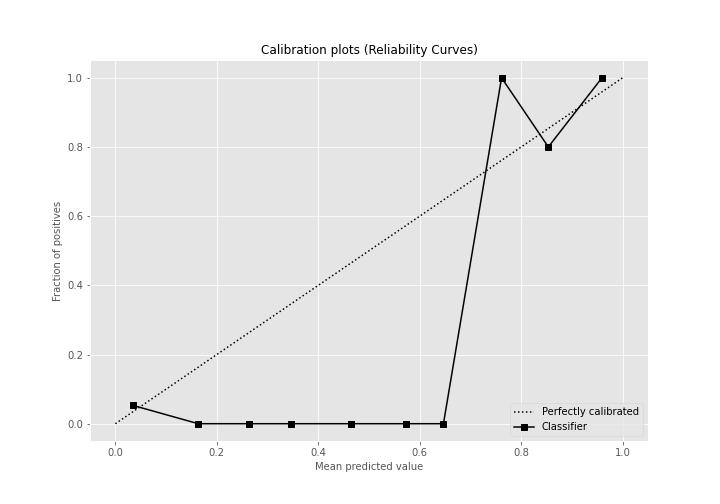 Calibration plots (Reliability Curves)
1.0
0.8
0.6
0.4
0.2
0.0
Fraction of positives
0.0 0.2 0.4 0.6 0.8 1.0
Mean predicted value
Perfectly calibrated
Classifier